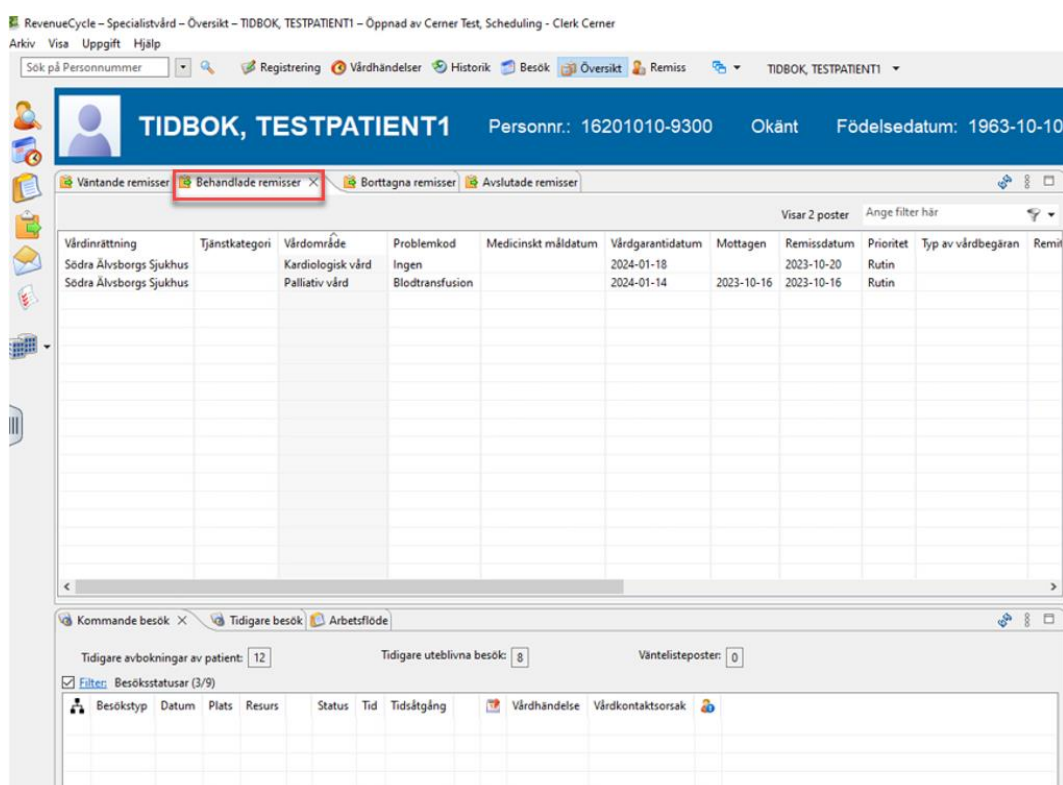 RevenueCycle – Specialistvård – Översikt – TIDBOK, TESTPATIENT1 – Öppnad av Cerner Test, Scheduling - Clerk Cerner
Arkiv Visa Uppgift Hjälp
Sök på Personnummer Registrering Vårdhändelser Historik Besök Översikt Remiss TIDBOK, TESTPATIENT1
TIDBOK, TESTPATIENT1 Personnr.: 16201010-9300 Okänt Födelsedatum: 1963-10-10
Väntande remisser Behandlade remisser Borttagna remisser Avslutade remisser
Visar 2 poster Ange filter här
Vårdinrättning Tjänstkategori Vårdområde Problemkod Medicinskt måldatum Vårdgarantidatum Mottagen Remissdatum Prioritet Typ av vårdbegäran Remit
Södra Älvsborgs Sjukhus Kardiologisk vård Ingen 2024-01-18 2023-10-20 Rutin
Södra Älvsborgs Sjukhus Palliativ vård Blodtransfusion 2024-01-14 2023-10-16 2023-10-16 Rutin
Kommande besök Tidigare besök Arbetsflöde
Tidigare avbokningar av patient: 12 Tidigare uteblivna besök: 8 Väntelisteposter: 0
Filter: Besöksstatusar (3/9)
Besökstyp Datum Plats Resurs Status Tid Tidsåtgång Vårdhändelse Vårdkontaktsorsak